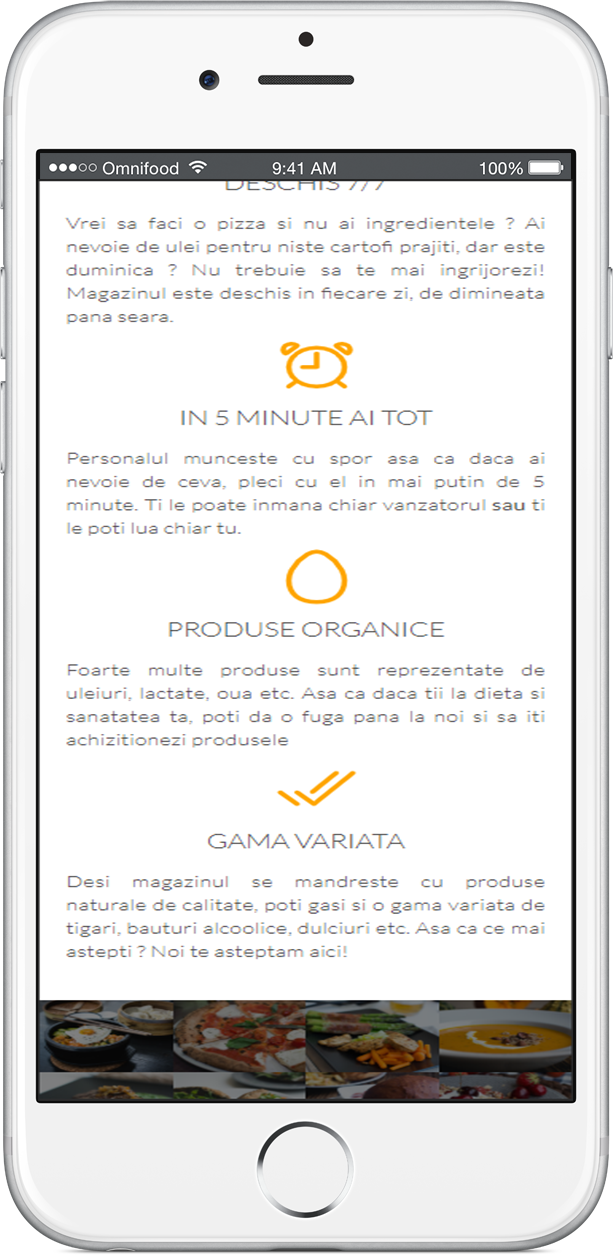 Omnifood 9:41 AM 100%
DESCHIS 7/7
Vrei sa faci o pizza si nu ai ingredientele ? Ai
nevoie de ulei pentru niste cartofi prajiti, dar este
duminica ? Nu trebuie sa te mai ingrijorezi!
Magazinul este deschis in fiecare zi, de dimineata
pana seara.
IN 5 MINUTE AI TOT
Personalul munceste cu spor asa ca daca ai
nevoie de ceva, pleci cu el in mai putin de 5
minute. Ti le poate inmana chiar vanzatorul sau ti
le poti lua chiar tu.
PRODUSE ORGANICE
Foarte multe produse sunt reprezentate de
uleiuri, lactate, oua etc. Asa ca daca tii la dieta si
sanatatea ta, poti da o fuga pana la noi si sa iti
achizitionezi produsele
GAMA VARIATA
Desi magazinul se mandreste cu produse
naturale de calitate, poti gasi si o gama variata de
tigari, bauturi alcoolice, dulciuri etc. Asa ca ce mai
astepti ? Noi te asteptam aici!